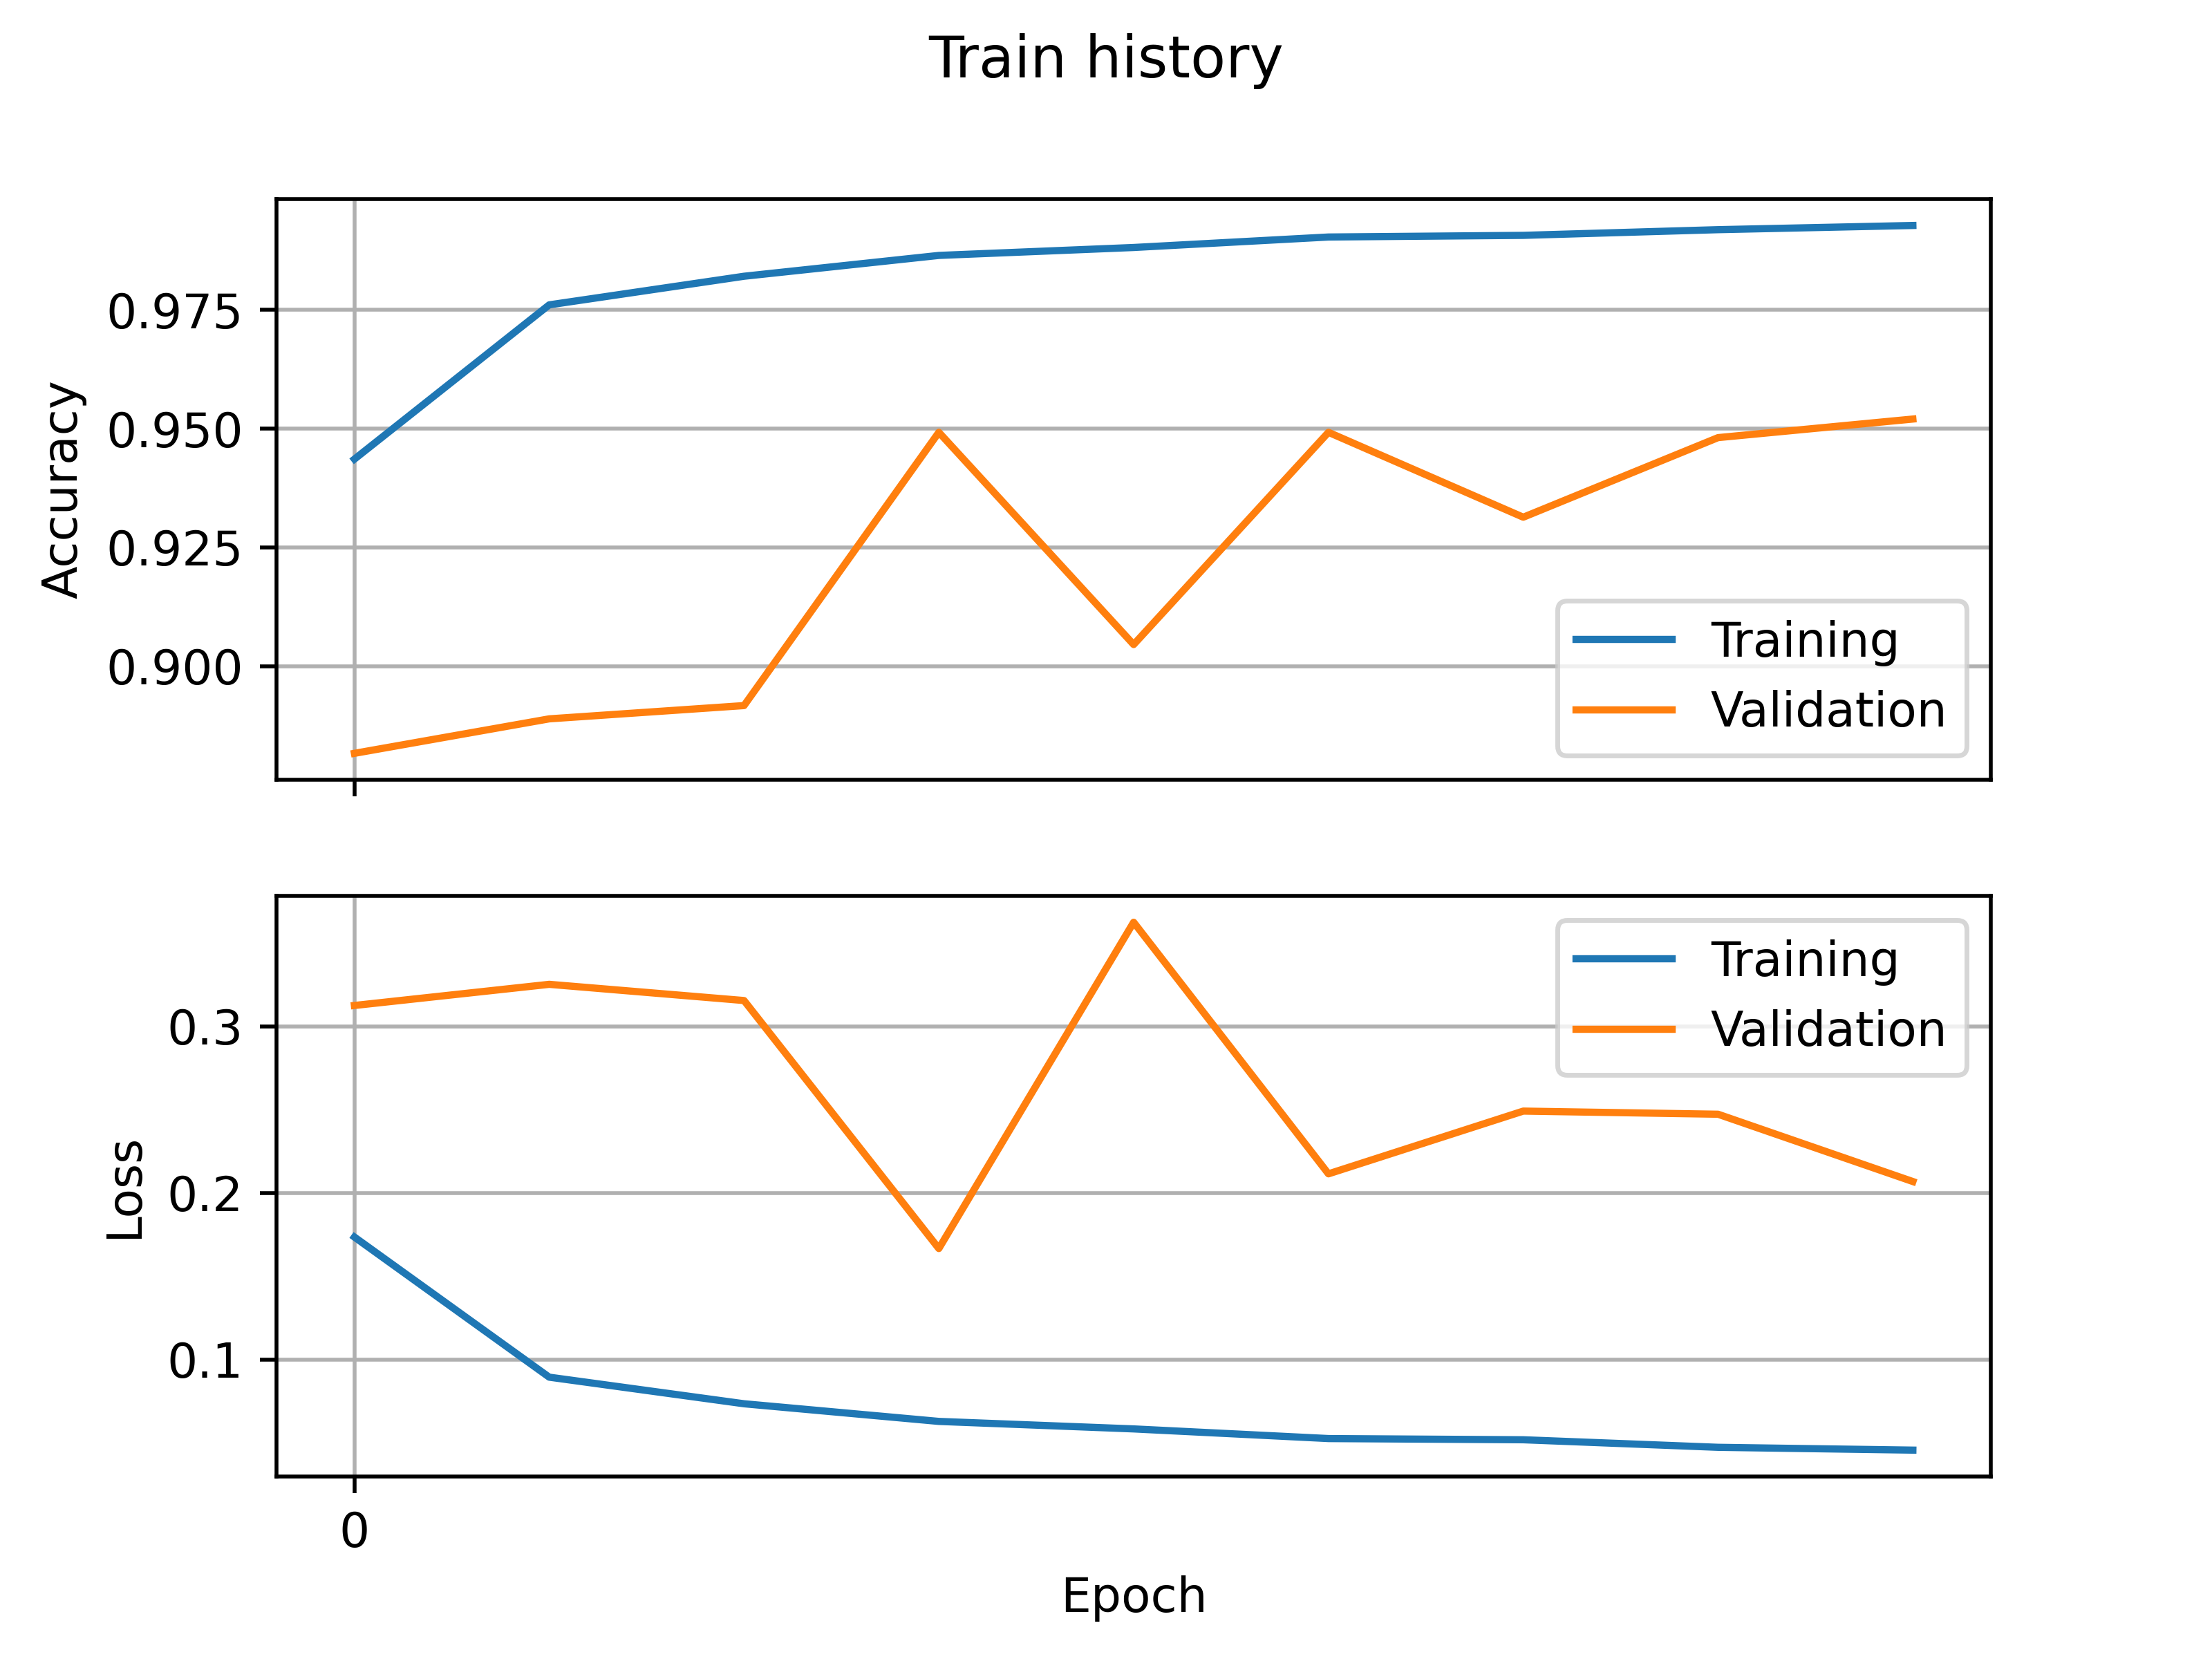 Train history
Accuracy
0.975
0.950
0.925
0.900
Training
Validation
Loss
0.3
0.2
0.1
Training
Validation
0
Epoch